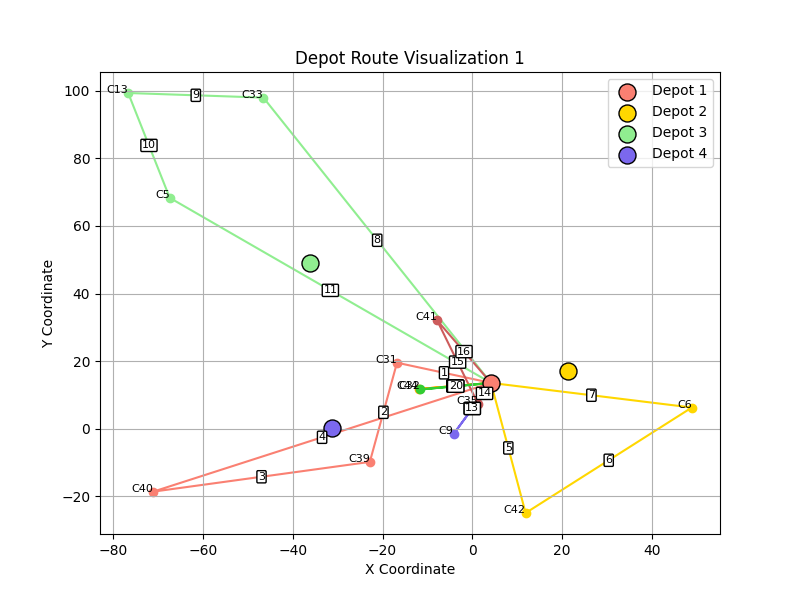 Depot Route Visualization 1
Depot 1
Depot 2
Depot 3
Depot 4
100
80
60
40
20
0
−20
Y Coordinate
−80
−60
−40
−20
0
20
40
X Coordinate
C13
9
C33
10
C5
8
11
C41
16
15
C31
1
20
14
C35
13
C9
2
4
C39
3
C40
7
C6
5
6
C42